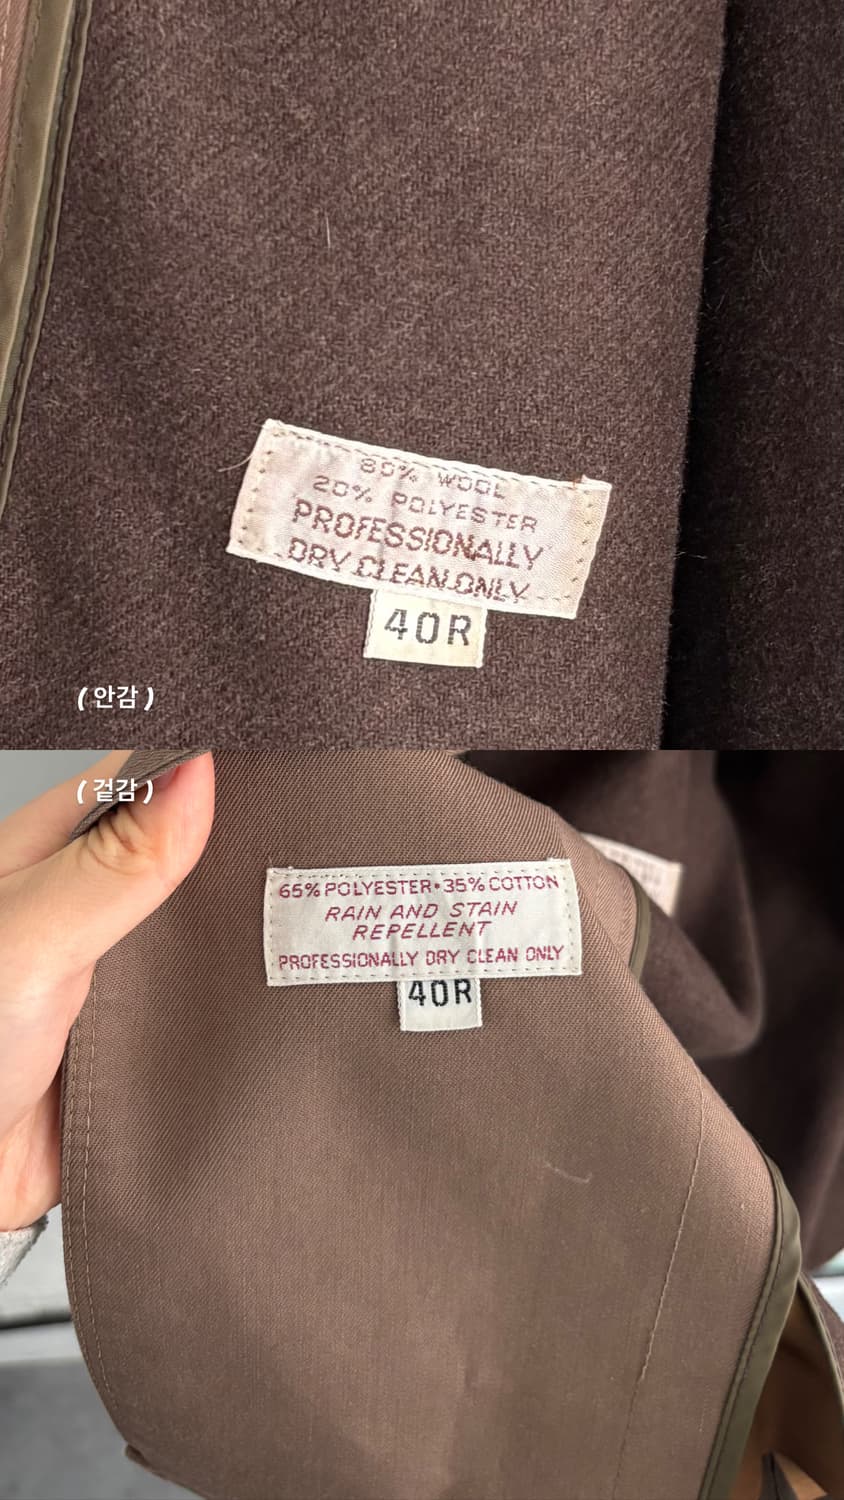 80% WOOL
20% POLYESTER
PROFESSIONALLY
DRY CLEAN ONLY
40R
( 안감 )
( 겉감 )
65% POLYESTER • 35% COTTON
RAIN AND STAIN
REPELLENT
PROFESSIONALLY DRY CLEAN ONLY
40R